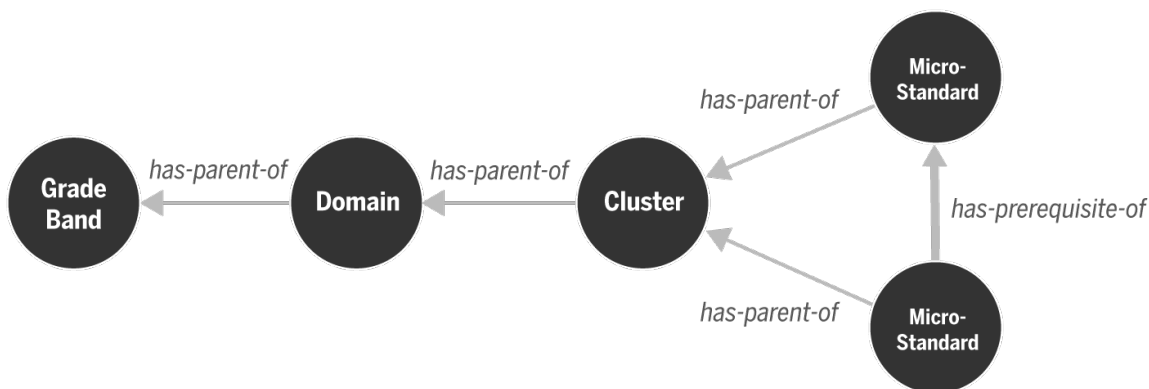 Micro-
Standard
has-parent-of
has-parent-of
has-parent-of
Grade
Band
Domain
Cluster
has-prerequisite-of
has-parent-of
Micro-
Standard